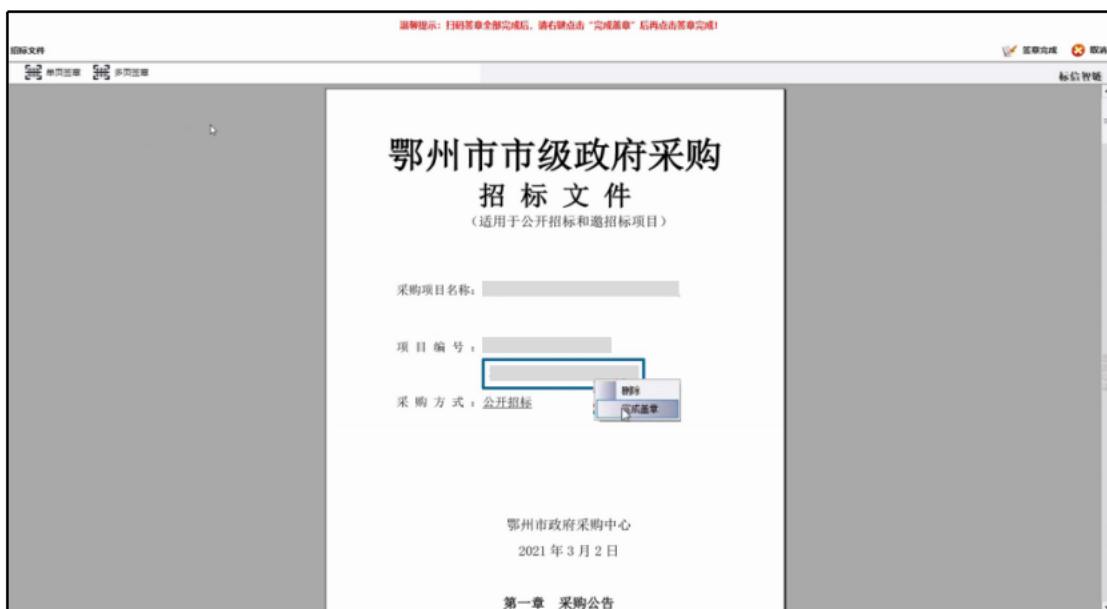 温馨提示：扫码签章全部完成后，请右键点击“完成盖章”后再点击签章完成！
招标文件
签章完成 取消
单页签章 多页签章
标信智链
鄂州市市级政府采购
招标文件
（适用于公开招标和邀招标项目）
采购项目名称：
项目编号：
删除
采购方式：公开招标
完成盖章
鄂州市政府采购中心
2021年3月2日
第一章 采购公告